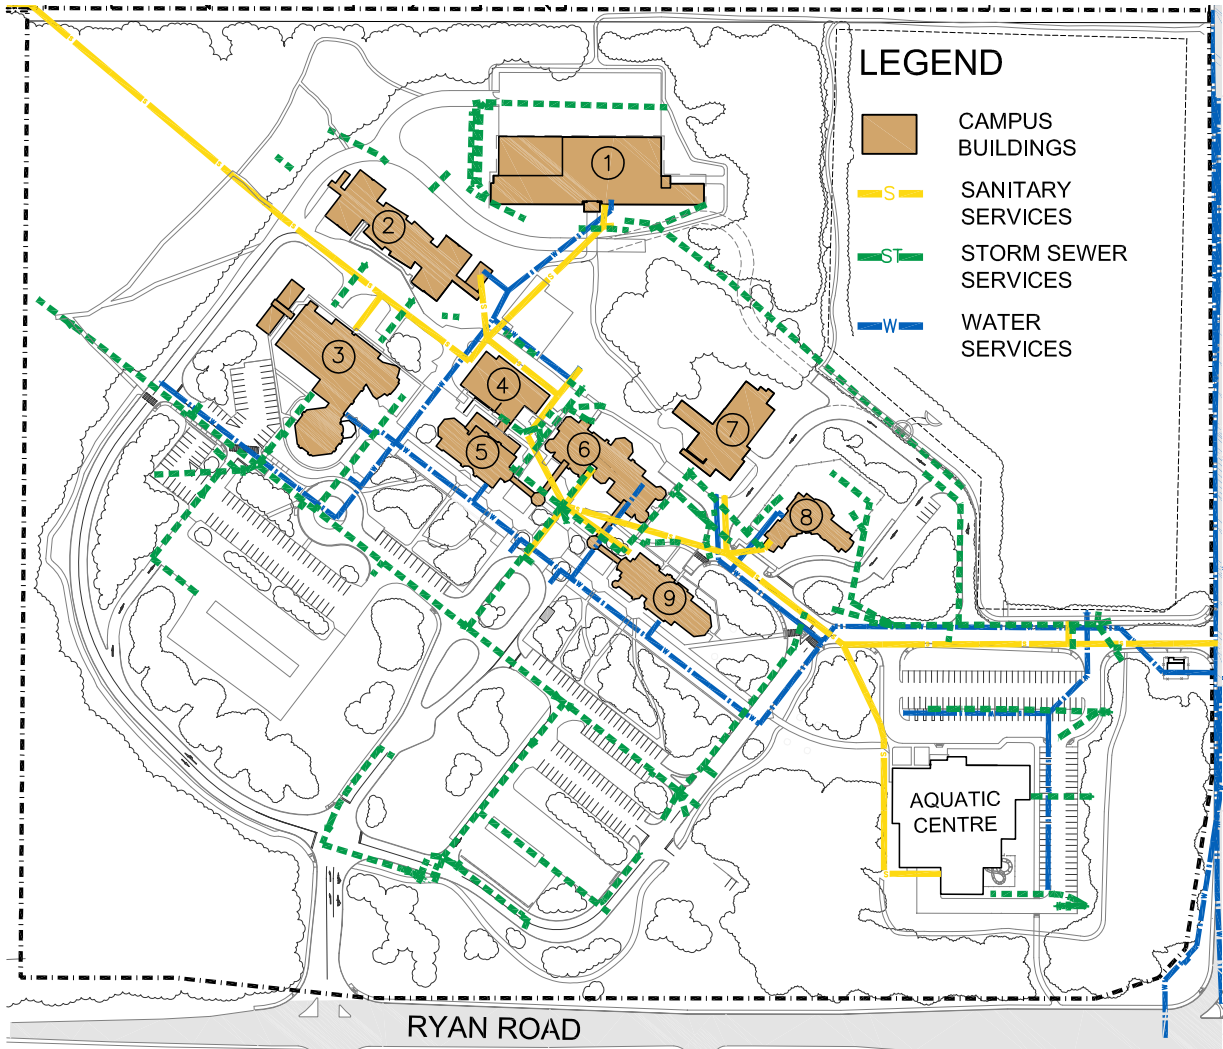 LEGEND
CAMPUS
BUILDINGS
S
SANITARY
SERVICES
ST
STORM SEWER
SERVICES
W
WATER
SERVICES
1
2
3
4
5
6
7
8
9
AQUATIC
CENTRE
RYAN ROAD